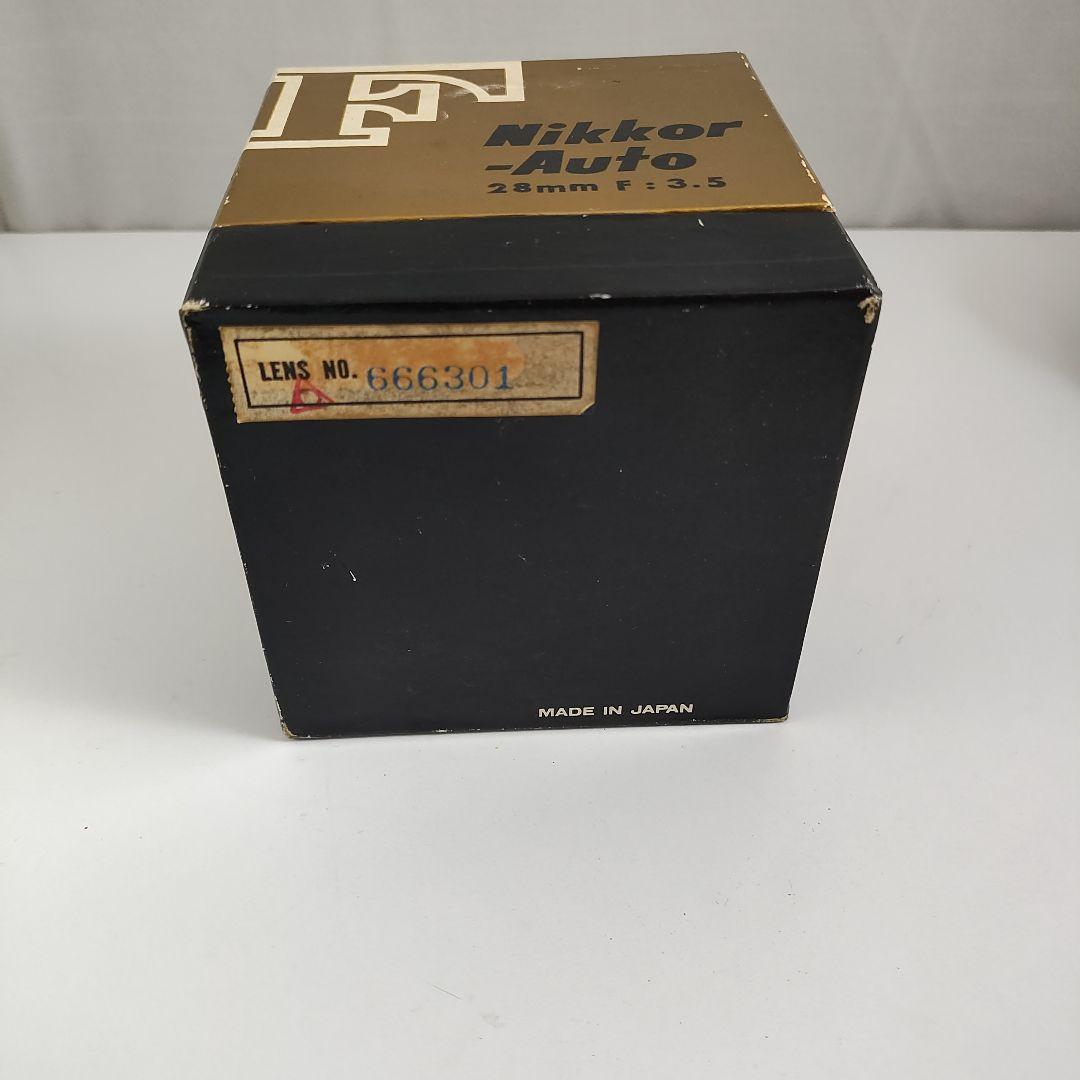 F
Nikkor
-Auto
28mm F : 3.5
LENS NO. 666301
MADE IN JAPAN